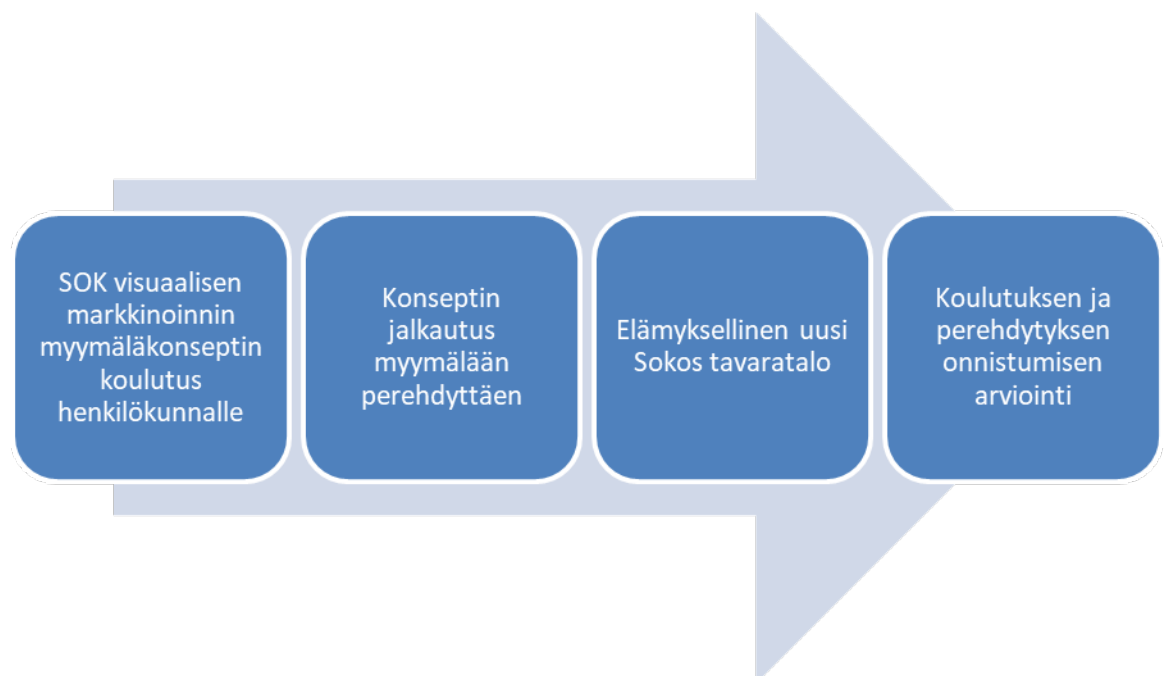 SOK visuaalisen
markkinoinnin
myymäläkonseptin
koulutus
henkilökunnalle
Konseptin
jalkautus
myymälään
perehdyttäen
Elämyksellinen uusi
Sokos tavaratalo
Koulutuksen ja
perehdytyksen
onnistumisen
arviointi